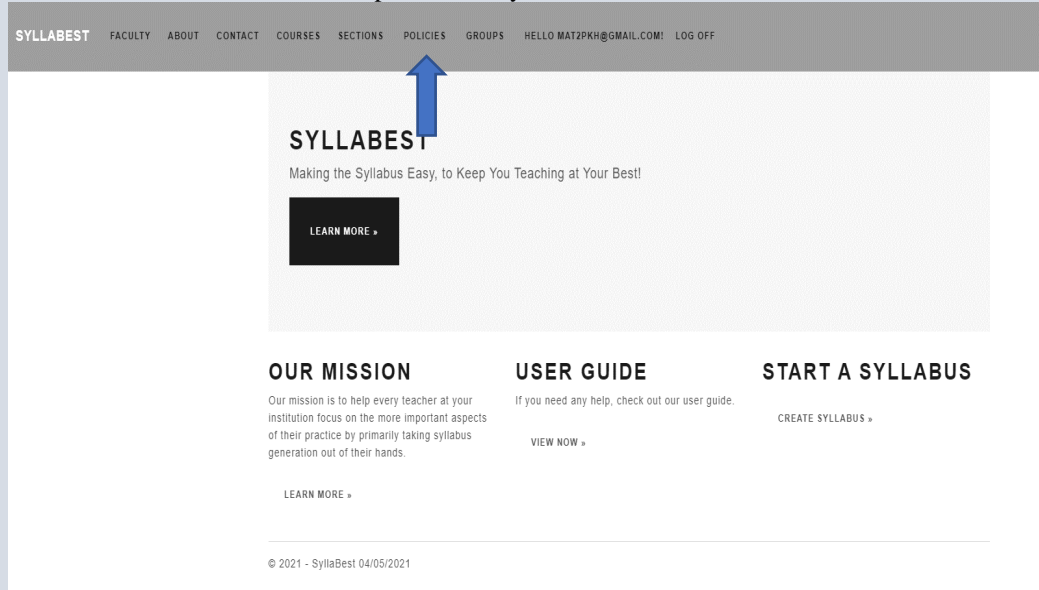 SYLLABEST FACULTY ABOUT CONTACT COURSES SECTIONS POLICIES GROUPS HELLO MAT2PKH@GMAIL.COM! LOG OFF
SYLLABEST
Making the Syllabus Easy, to Keep You Teaching at Your Best!
LEARN MORE »
OUR MISSION
Our mission is to help every teacher at your
institution focus on the more important aspects
of their practice by primarily taking syllabus
generation out of their hands.
LEARN MORE »
USER GUIDE
If you need any help, check out our user guide.
VIEW NOW »
START A SYLLABUS
CREATE SYLLABUS »
© 2021 - SyllaBest 04/05/2021